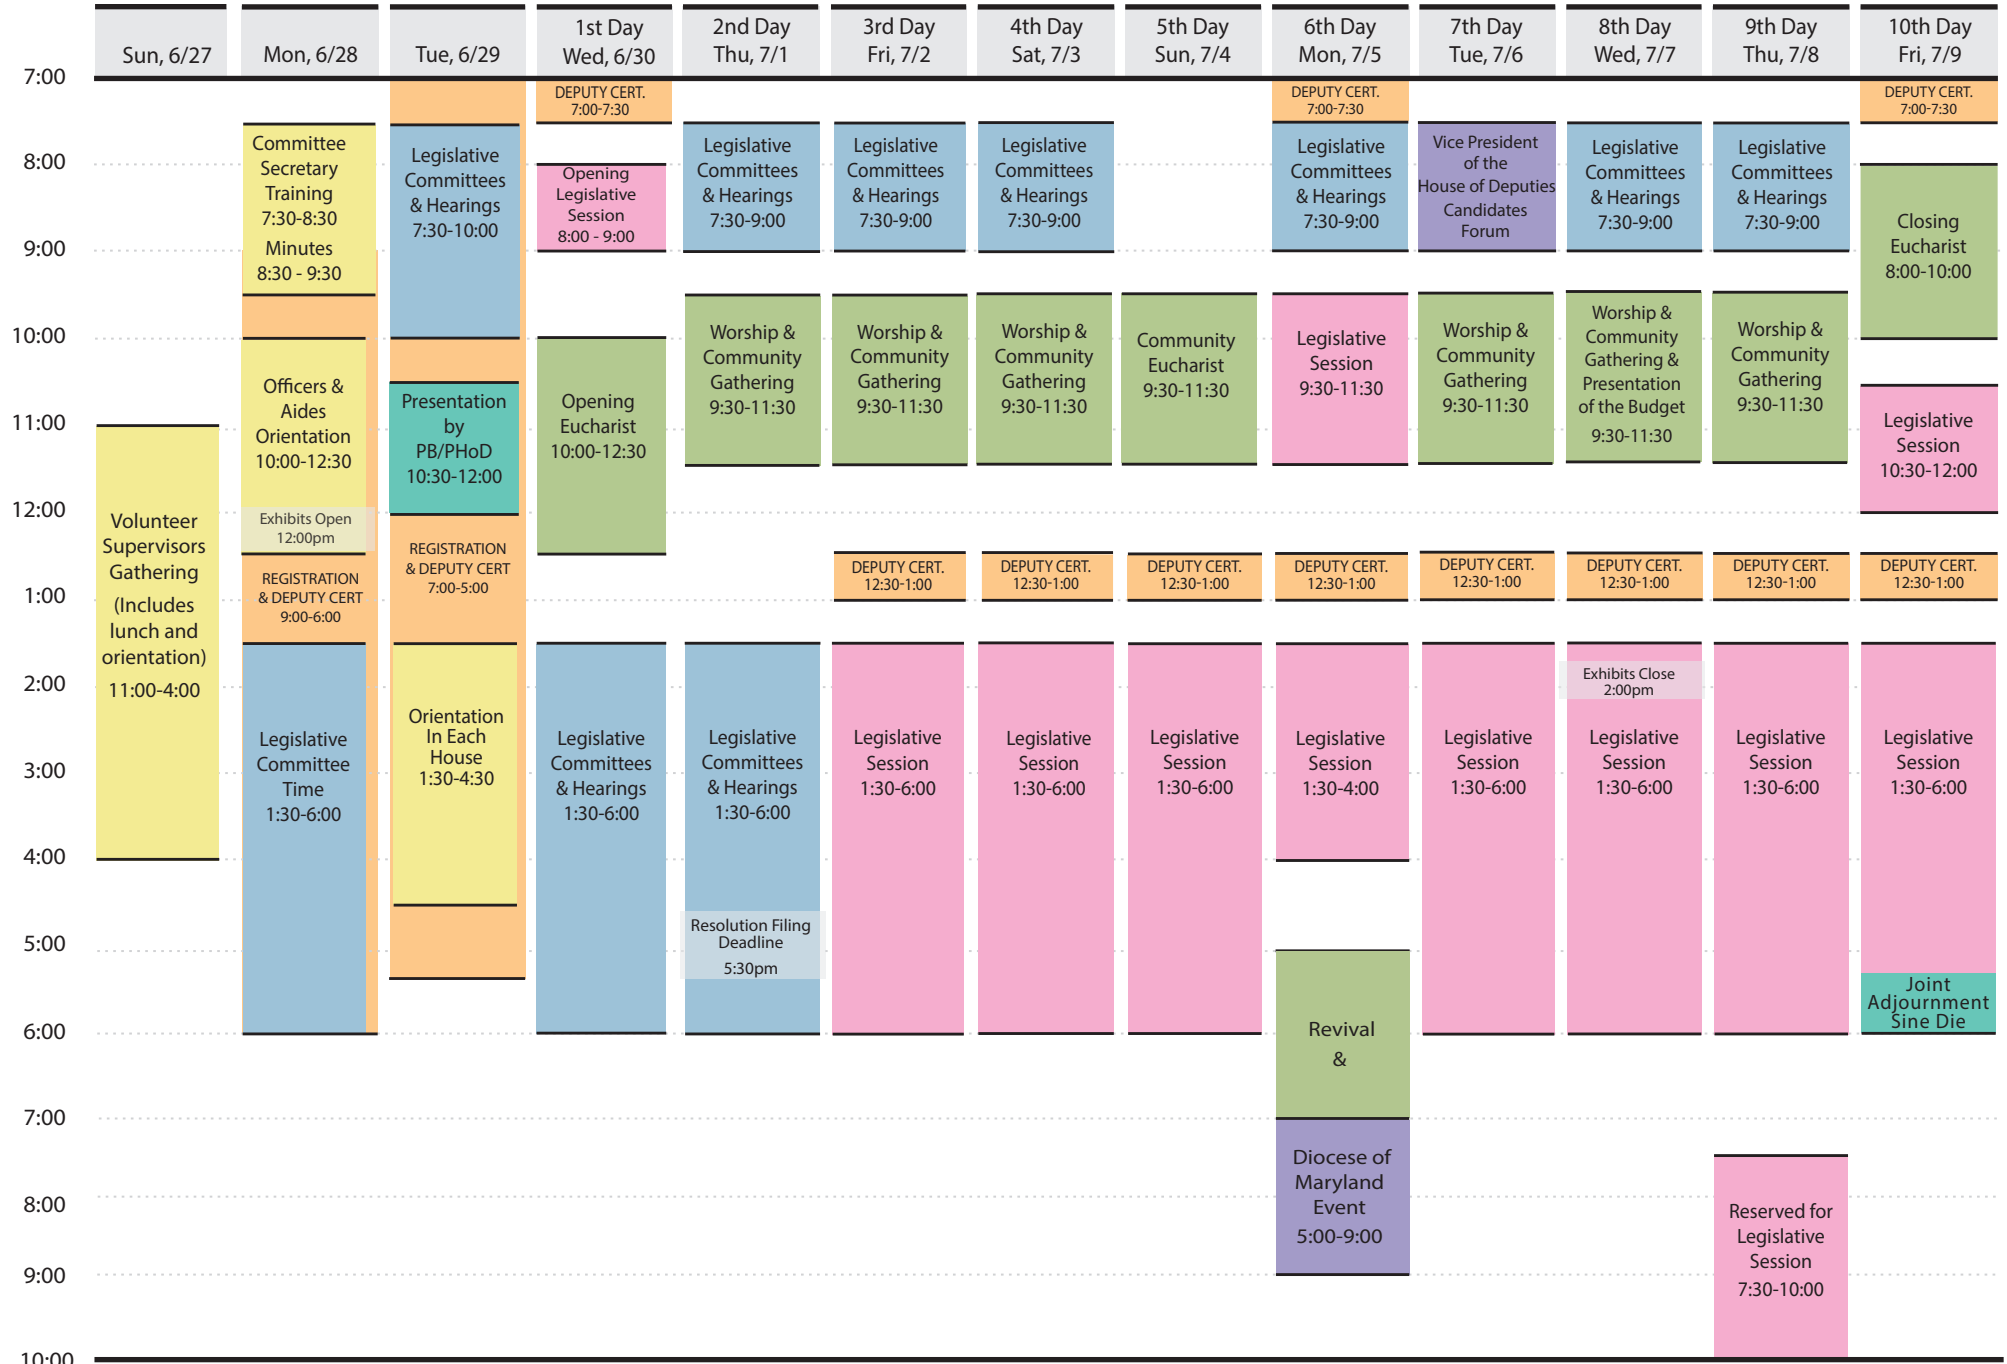 Sun, 6/27
Mon, 6/28
Tue, 6/29
1st Day
Wed, 6/30
2nd Day
Thu, 7/1
3rd Day
Fri, 7/2
4th Day
Sat, 7/3
5th Day
Sun, 7/4
6th Day
Mon, 7/5
7th Day
Tue, 7/6
8th Day
Wed, 7/7
9th Day
Thu, 7/8
10th Day
Fri, 7/9
7:00
8:00
9:00
10:00
11:00
12:00
1:00
2:00
3:00
4:00
5:00
6:00
7:00
8:00
9:00
10:00
Volunteer
Supervisors
Gathering
(Includes
lunch and
orientation)
11:00-4:00
Committee
Secretary
Training
7:30-8:30
Minutes
8:30 - 9:30
Officers &
Aides
Orientation
10:00-12:30
Exhibits Open
12:00pm
REGISTRATION
& DEPUTY CERT
9:00-6:00
Legislative
Committee
Time
1:30-6:00
Legislative
Committees
& Hearings
7:30-10:00
Presentation
by
PB/PHoD
10:30-12:00
REGISTRATION
& DEPUTY CERT
7:00-5:00
Orientation
In Each
House
1:30-4:30
DEPUTY CERT.
7:00-7:30
Opening
Legislative
Session
8:00 - 9:00
Opening
Eucharist
10:00-12:30
Legislative
Committees
& Hearings
1:30-6:00
Legislative
Committees
& Hearings
7:30-9:00
Worship &
Community
Gathering
9:30-11:30
Legislative
Committees
& Hearings
1:30-6:00
Resolution Filing
Deadline
5:30pm
Legislative
Committees
& Hearings
7:30-9:00
Worship &
Community
Gathering
9:30-11:30
DEPUTY CERT.
12:30-1:00
Legislative
Session
1:30-6:00
Legislative
Committees
& Hearings
7:30-9:00
Worship &
Community
Gathering
9:30-11:30
DEPUTY CERT.
12:30-1:00
Legislative
Session
1:30-6:00
Community
Eucharist
9:30-11:30
DEPUTY CERT.
12:30-1:00
Legislative
Session
1:30-6:00
DEPUTY CERT.
7:00-7:30
Legislative
Committees
& Hearings
7:30-9:00
Legislative
Session
9:30-11:30
DEPUTY CERT.
12:30-1:00
Legislative
Session
1:30-4:00
Revival
&
Diocese of
Maryland
Event
5:00-9:00
Vice President
of the
House of Deputies
Candidates
Forum
Worship &
Community
Gathering
9:30-11:30
DEPUTY CERT.
12:30-1:00
Legislative
Session
1:30-6:00
Legislative
Committees
& Hearings
7:30-9:00
Worship &
Community
Gathering &
Presentation
of the Budget
9:30-11:30
DEPUTY CERT.
12:30-1:00
Exhibits Close
2:00pm
Legislative
Session
1:30-6:00
Legislative
Committees
& Hearings
7:30-9:00
Worship &
Community
Gathering
9:30-11:30
DEPUTY CERT.
12:30-1:00
Legislative
Session
1:30-6:00
Reserved for
Legislative
Session
7:30-10:00
DEPUTY CERT.
7:00-7:30
Closing
Eucharist
8:00-10:00
Legislative
Session
10:30-12:00
DEPUTY CERT.
12:30-1:00
Legislative
Session
1:30-6:00
Joint
Adjournment
Sine Die